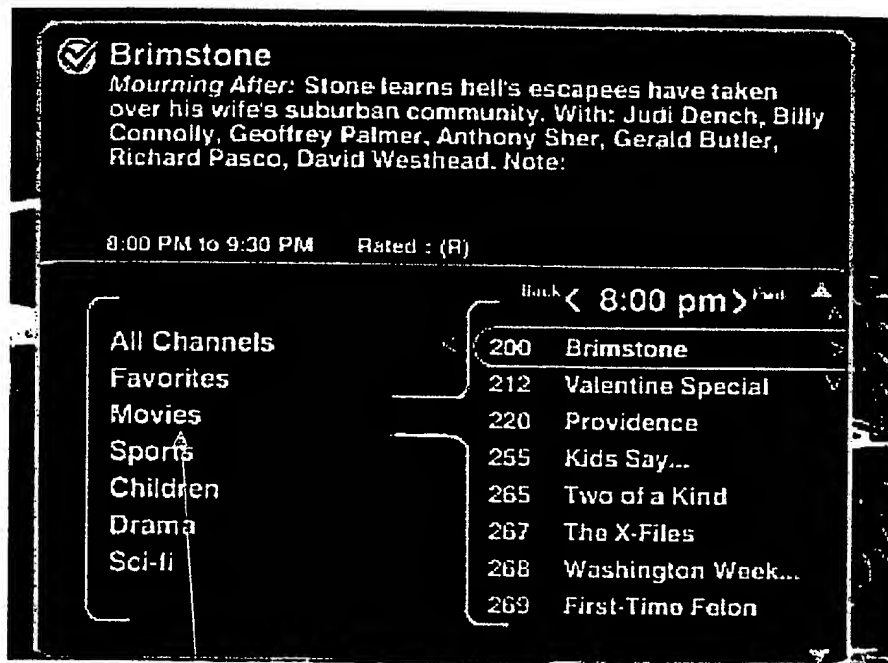 Brimstone
Mourning After: Stone learns hell's escapees have taken
over his wife's suburban community. With: Judi Dench, Billy
Connolly, Geoffrey Palmer, Anthony Sher, Gerald Butler,
Richard Pasco, David Westhead. Note:
8:00 PM to 9:30 PM Rated : (R)
Back < 8:00 pm > Fwd
All Channels
Favorites
Movies
Sports
Children
Drama
Sci-fi
200 Brimstone
212 Valentine Special
220 Providence
255 Kids Say...
265 Two of a Kind
267 The X-Files
268 Washington Week...
269 First-Time Felon